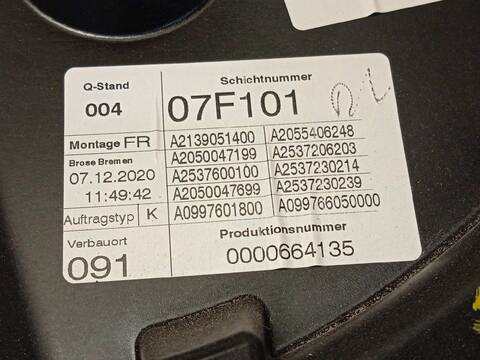 Q-Stand
004
Schichtnummer
07F101
Montage FR
A2139051400 A2055406248
Brose Bremen
07.12.2020
11:49:42
A2050047199 A2537206203
A2537600100 A2537230214
A2050047699 A2537230239
Auftragstyp K
A0997601800 A099766050000
Verbauort
091
Produktionsnummer
0000664135